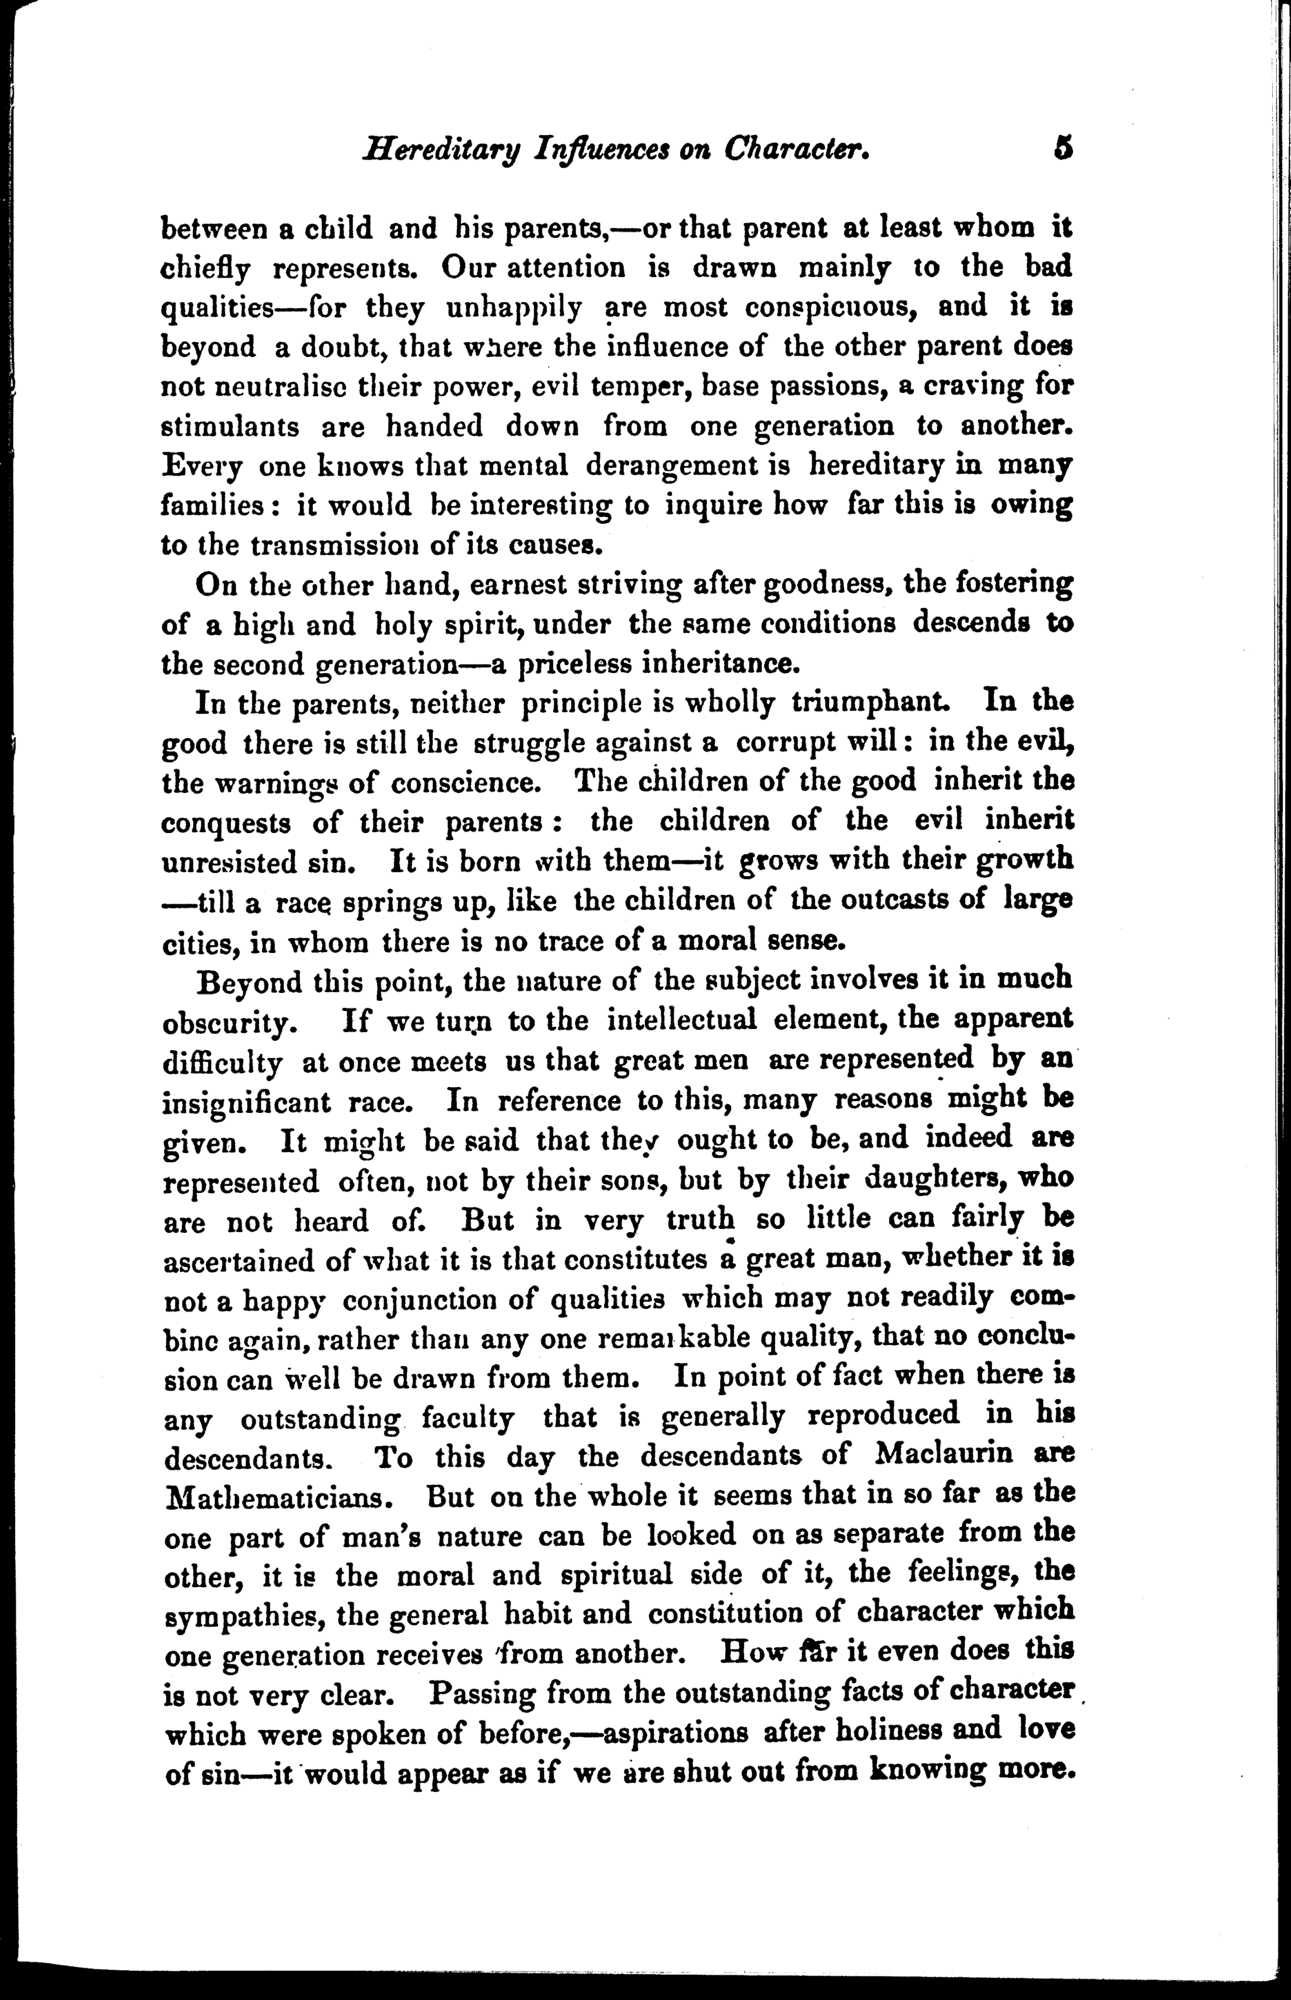 Hereditary Influences on Character. 5
between a child and his parents,—or that parent at least whom it
chiefly represents. Our attention is drawn mainly to the bad
qualities—for they unhappily are most conspicuous, and it is
beyond a doubt, that where the influence of the other parent does
not neutralise their power, evil temper, base passions, a craving for
stimulants are handed down from one generation to another.
Every one knows that mental derangement is hereditary in many
families: it would be interesting to inquire how far this is owing
to the transmission of its causes.
On the other hand, earnest striving after goodness, the fostering
of a high and holy spirit, under the same conditions descends to
the second generation—a priceless inheritance.
In the parents, neither principle is wholly triumphant. In the
good there is still the struggle against a corrupt will: in the evil,
the warnings of conscience. The children of the good inherit the
conquests of their parents: the children of the evil inherit
unresisted sin. It is born with them—it grows with their growth
—till a race springs up, like the children of the outcasts of large
cities, in whom there is no trace of a moral sense.
Beyond this point, the nature of the subject involves it in much
obscurity. If we turn to the intellectual element, the apparent
difficulty at once meets us that great men are represented by an
insignificant race. In reference to this, many reasons might be
given. It might be said that they ought to be, and indeed are
represented often, not by their sons, but by their daughters, who
are not heard of. But in very truth so little can fairly be
ascertained of what it is that constitutes a great man, whether it is
not a happy conjunction of qualities which may not readily com-
bine again, rather than any one remarkable quality, that no conclu-
sion can well be drawn from them. In point of fact when there is
any outstanding faculty that is generally reproduced in his
descendants. To this day the descendants of Maclaurin are
Mathematicians. But on the whole it seems that in so far as the
one part of man's nature can be looked on as separate from the
other, it is the moral and spiritual side of it, the feelings, the
sympathies, the general habit and constitution of character which
one generation receives from another. How far it even does this
is not very clear. Passing from the outstanding facts of character
which were spoken of before,—aspirations after holiness and love
of sin—it would appear as if we are shut out from knowing more.